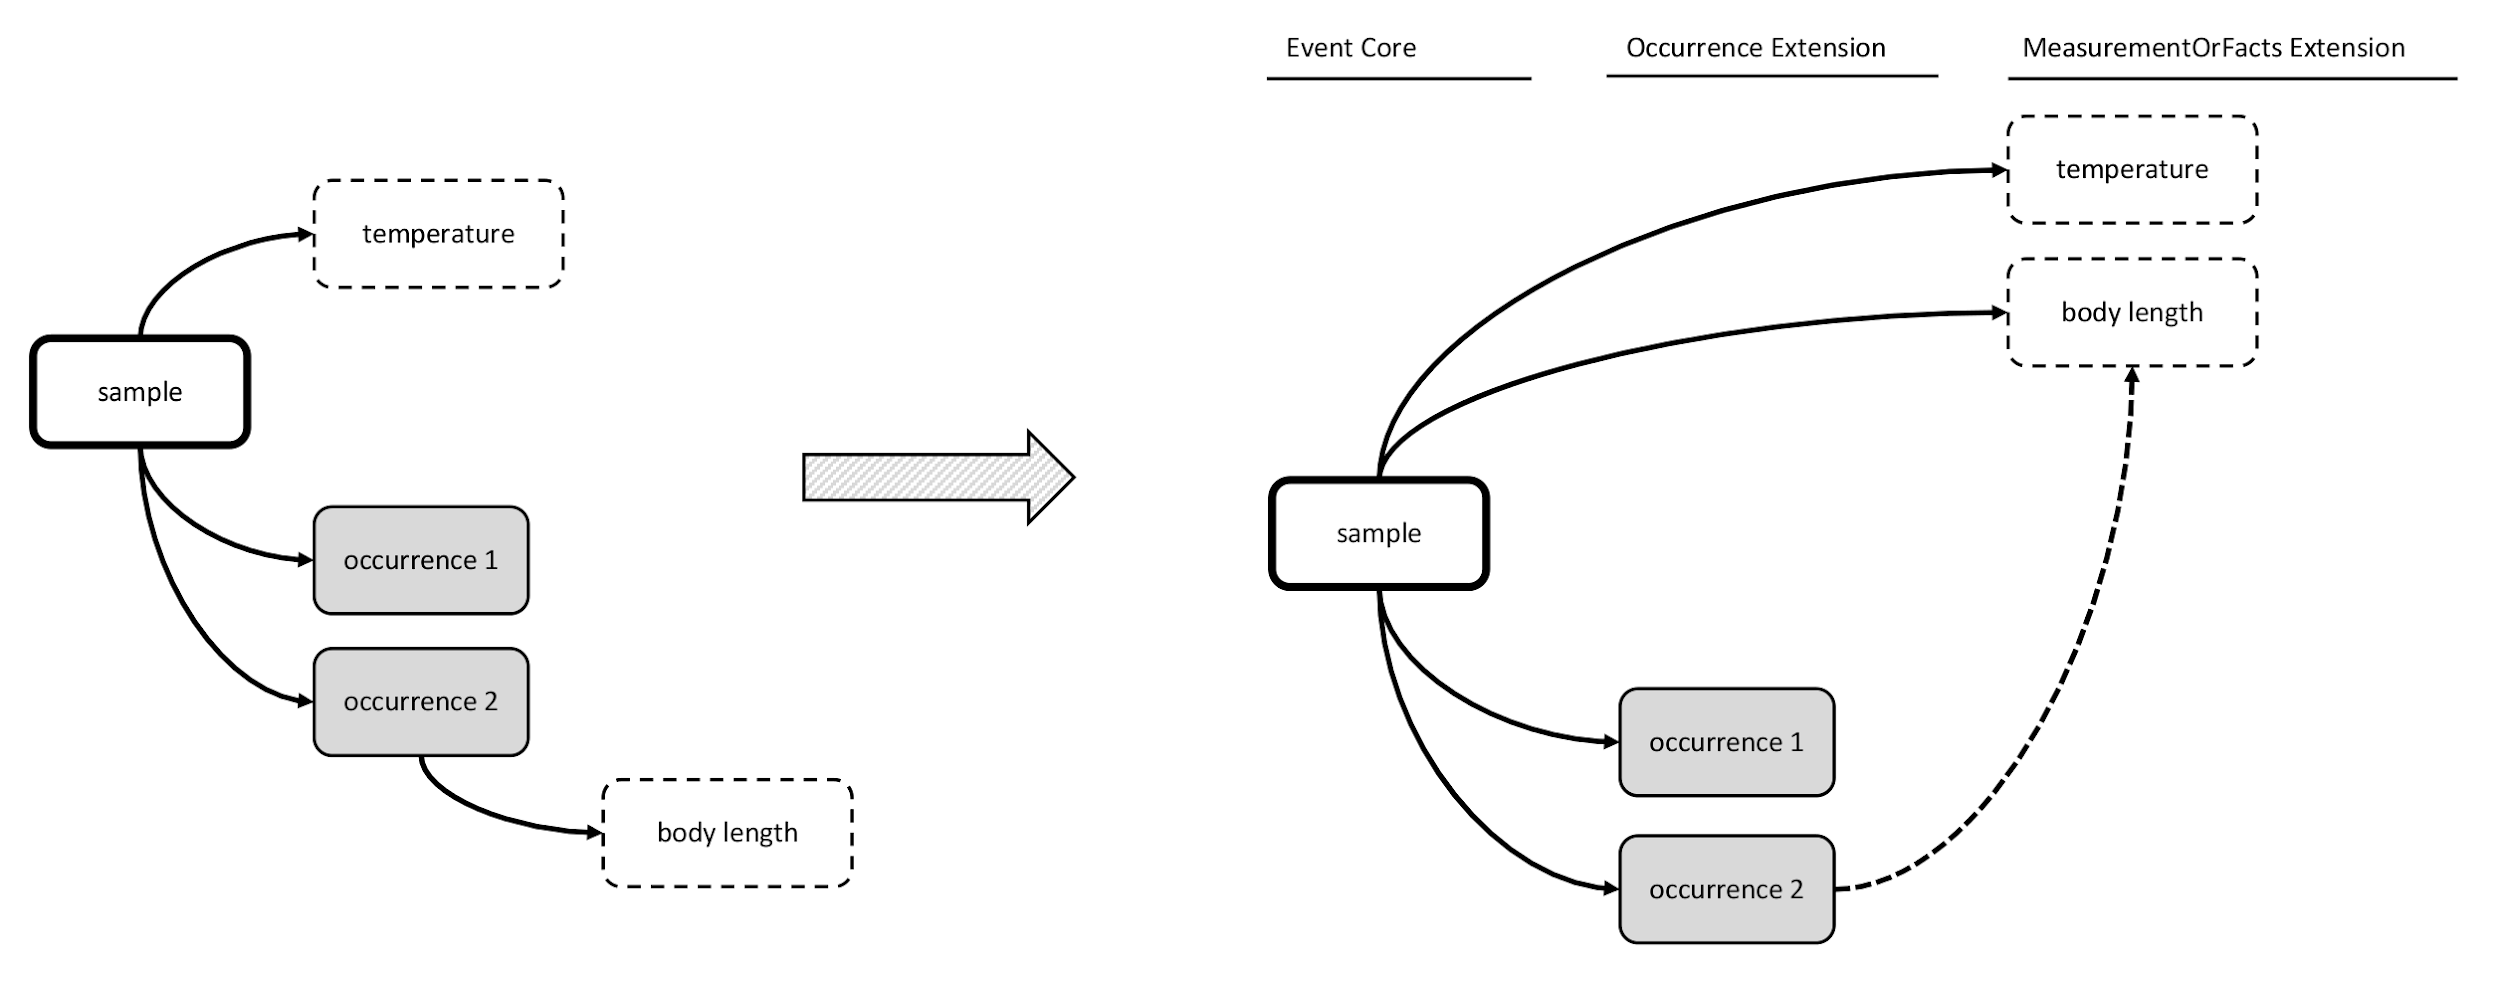 temperature
sample
occurrence 1
occurrence 2
body length
Event Core
Occurrence Extension
MeasurementOrFacts Extension
temperature
body length
sample
occurrence 1
occurrence 2